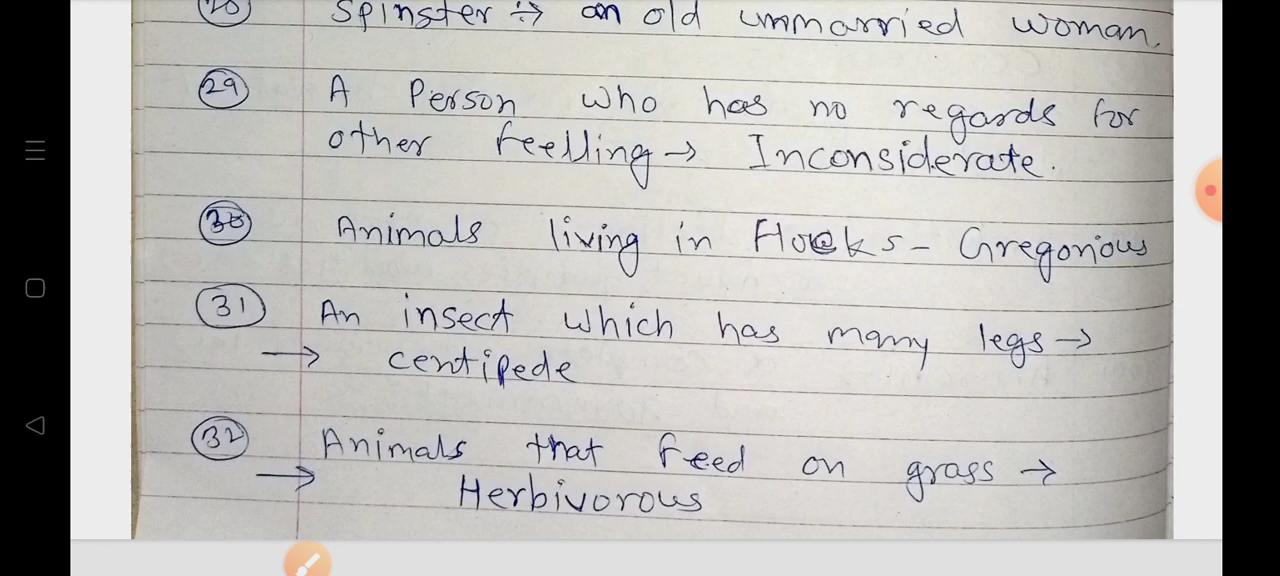 28 Spinster ÷> an old unmarried woman.
29 A Person who has no regards for
other feelling → Inconsiderate.
30 Animals living in Flocks - Gregorious
31 An insect which has many legs →
→ centipede
32 Animals that feed on grass →
→ Herbivorous